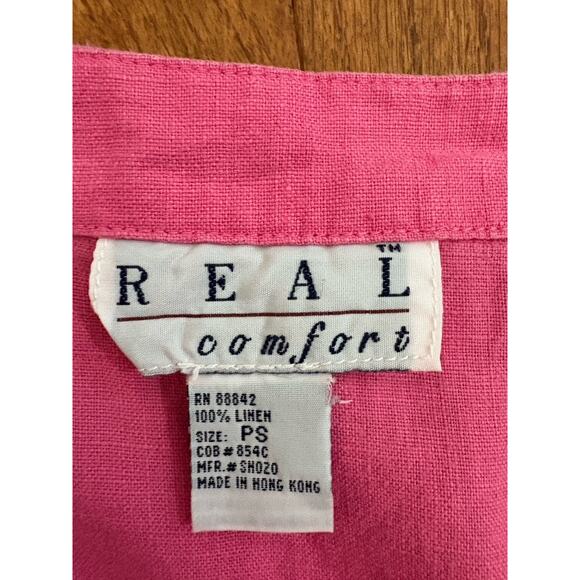 REAL™
comfort
RN 88842
100% LINEN
SIZE: PS
COB # 854C
MFR.# SH020
MADE IN HONG KONG